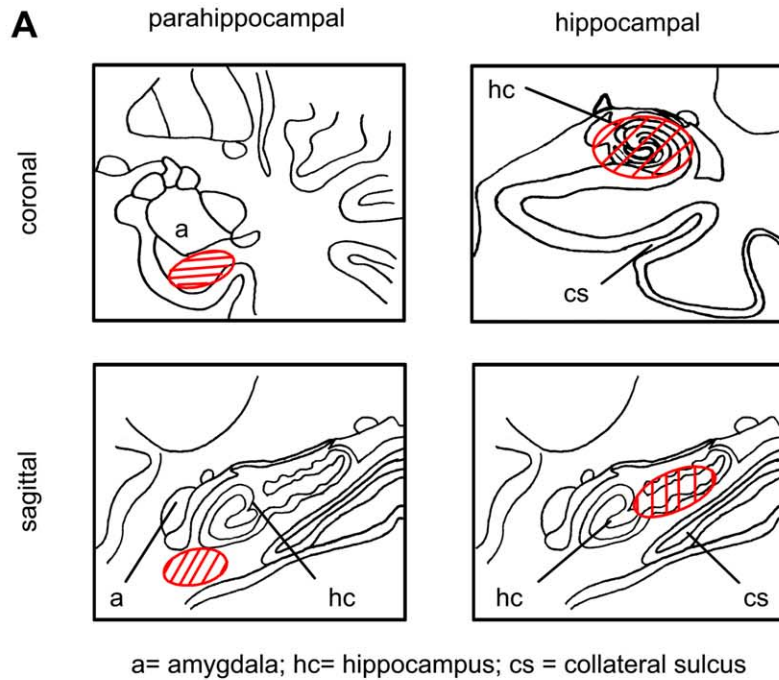 A
parahippocampal
hippocampal
coronal
a
hc
cs
sagittal
a
hc
hc
cs
a= amygdala; hc= hippocampus; cs = collateral sulcus